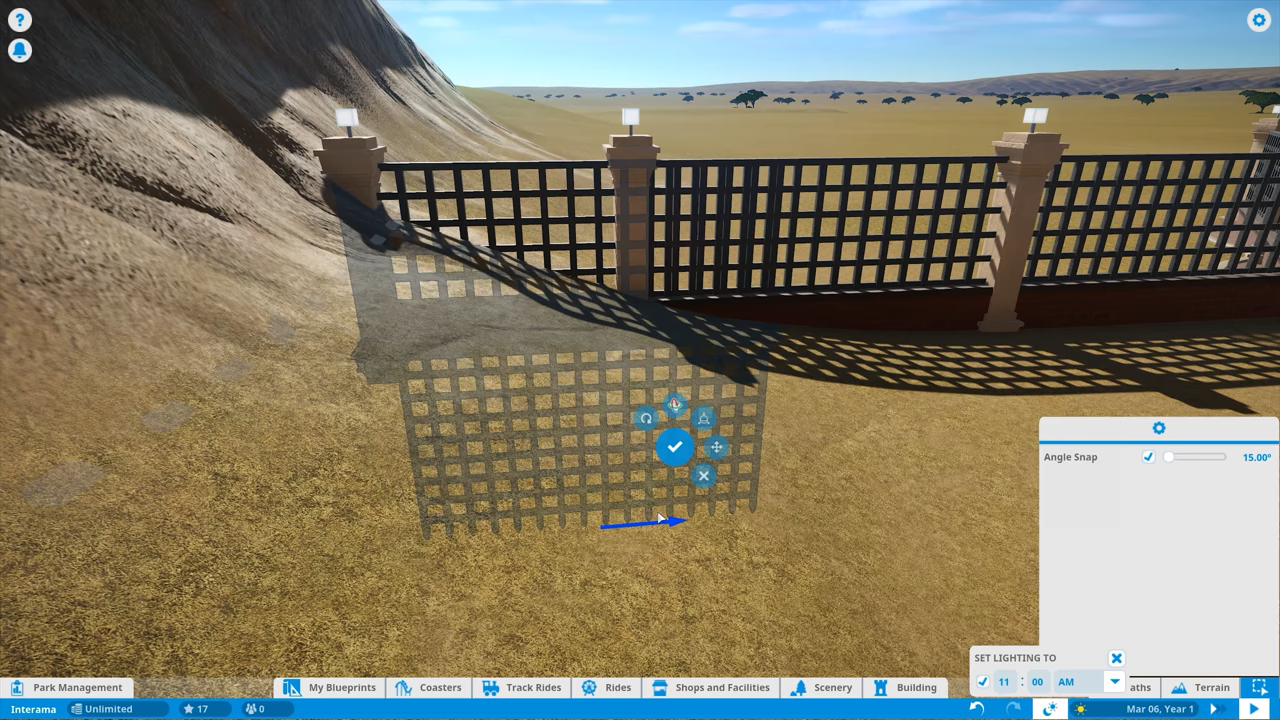 ?
Angle Snap 15.00°
SET LIGHTING TO
11 : 00 AM
Park Management
My Blueprints
Coasters
Track Rides
Rides
Shops and Facilities
Scenery
Building
aths
Terrain
Interama
Unlimited
17
0
Mar 06, Year 1